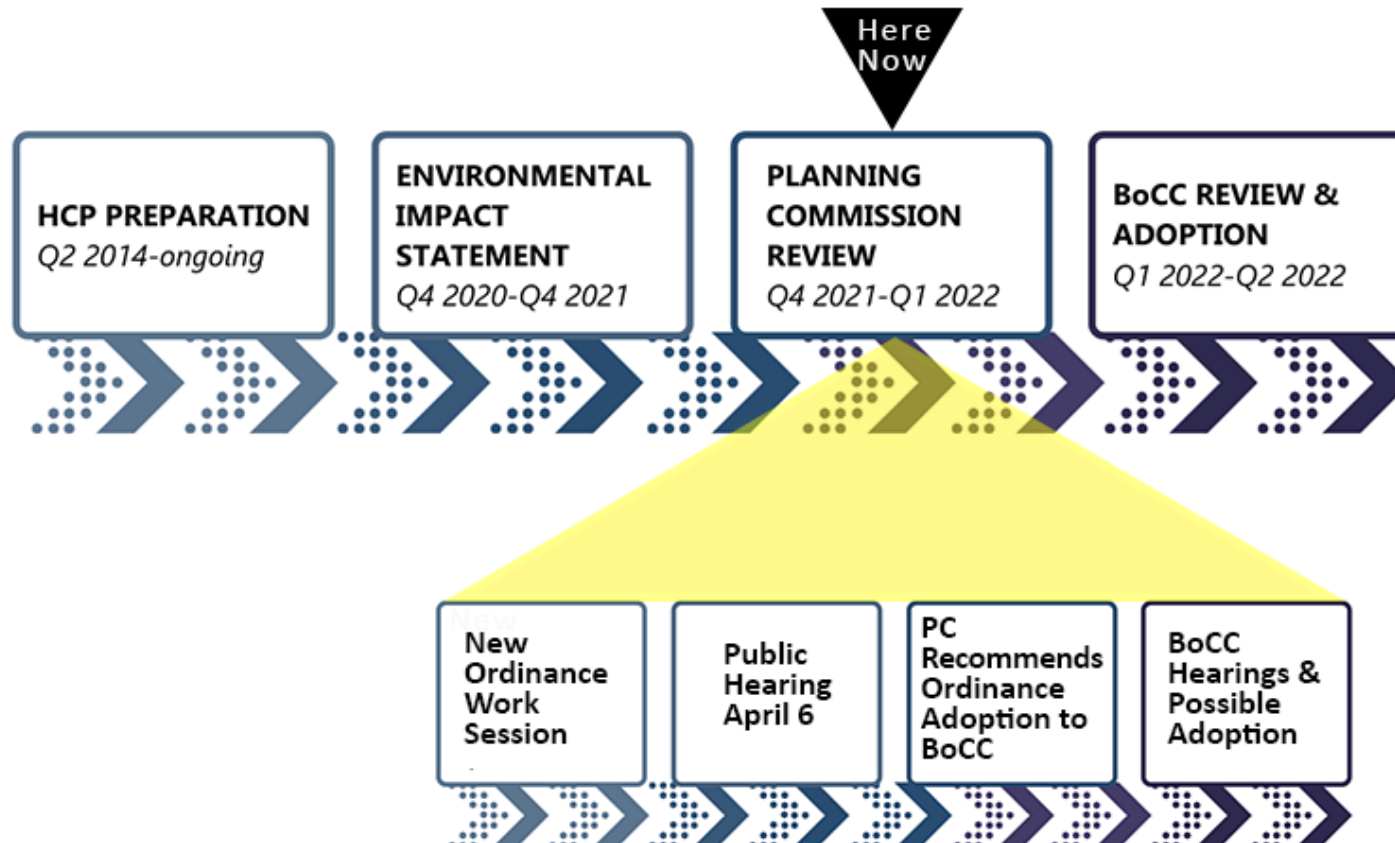 Here
Now
HCP PREPARATION
Q2 2014-ongoing
ENVIRONMENTAL
IMPACT
STATEMENT
Q4 2020-Q4 2021
PLANNING
COMMISSION
REVIEW
Q4 2021-Q1 2022
BoCC REVIEW &
ADOPTION
Q1 2022-Q2 2022
New
New
Ordinance
Work
Session
Public
Hearing
April 6
PC
Recommends
Ordinance
Adoption to
BoCC
BoCC
Hearings &
Possible
Adoption